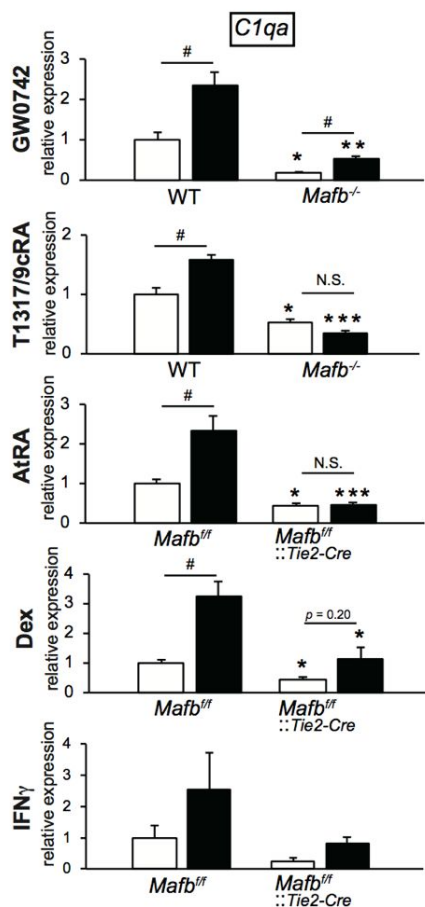 C1qa
GW0742
relative expression
3
2
1
0
#
#
*
**
WT
Mafb-/-
T1317/9cRA
relative expression
2
1
0
#
N.S.
*
***
WT
Mafb-/-
AtRA
relative expression
3
2
1
0
#
N.S.
*
***
Mafbf/f
Mafbf/f
::Tie2-Cre
Dex
relative expression
4
3
2
1
0
#
p = 0.20
*
*
Mafbf/f
Mafbf/f
::Tie2-Cre
IFNγ
relative expression
4
3
2
1
0
Mafbf/f
Mafbf/f
::Tie2-Cre